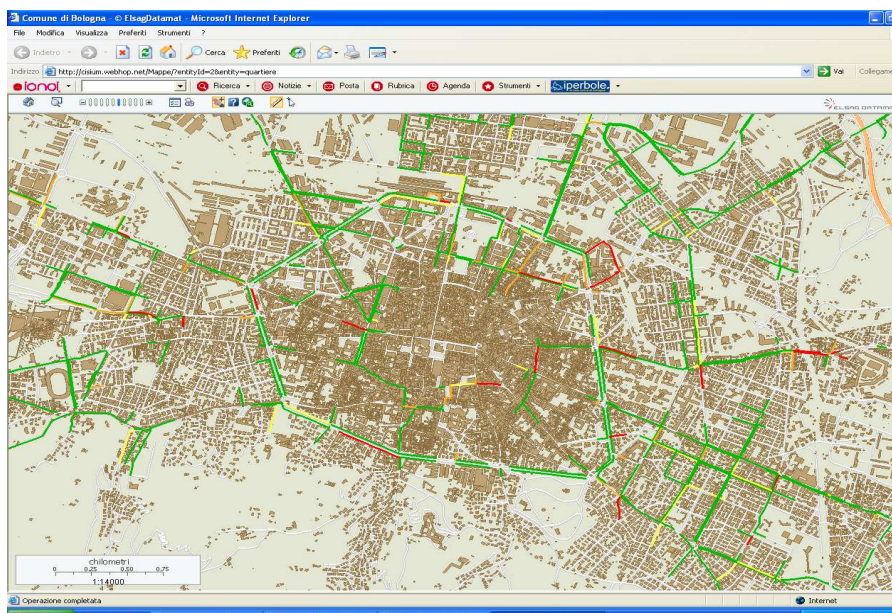 Comune di Bologna - © ElsagDatamat - Microsoft Internet Explorer
File Modifica Visualizza Preferiti Strumenti ?
Indietro Cerca Preferiti
Indirizzo http://cisium.webhop.net/Mappe/?entityId=2&entity=quartiere Vai Collegame
ionol Ricerca Notizie Posta Rubrica Agenda Strumenti iperbole
ELSAG DATAMA
chilometri
0 0.25 0.50 0.75
1:14000
Operazione completata Internet